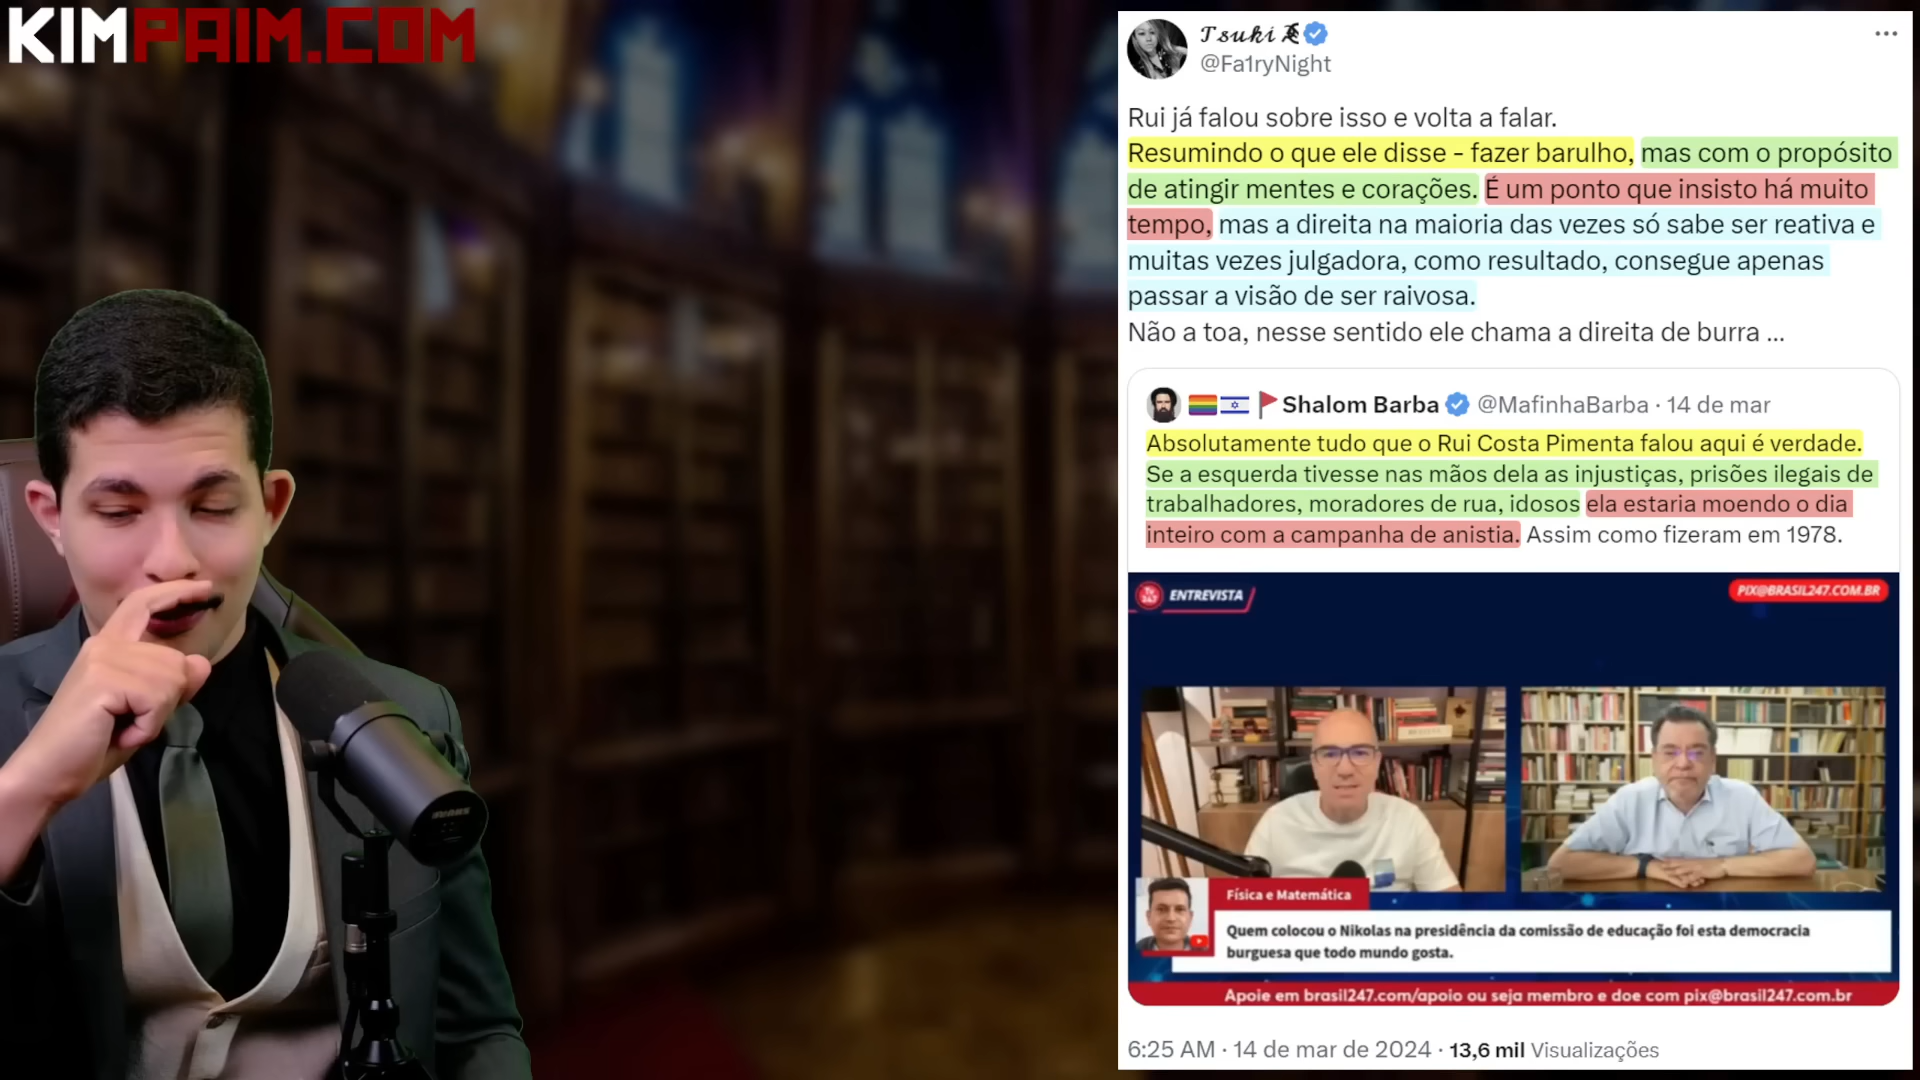 KIMPAIM.COM
Tsuki
@Fa1ryNight
Rui já falou sobre isso e volta a falar.
Resumindo o que ele disse - fazer barulho, mas com o propósito
de atingir mentes e corações. É um ponto que insisto há muito
tempo, mas a direita na maioria das vezes só sabe ser reativa e
muitas vezes julgadora, como resultado, consegue apenas
passar a visão de ser raivosa.
Não a toa, nesse sentido ele chama a direita de burra ...
Shalom Barba @MafinhaBarba · 14 de mar
Absolutamente tudo que o Rui Costa Pimenta falou aqui é verdade.
Se a esquerda tivesse nas mãos dela as injustiças, prisões ilegais de
trabalhadores, moradores de rua, idosos ela estaria moendo o dia
inteiro com a campanha de anistia. Assim como fizeram em 1978.
TV 247 ENTREVISTA
PIX@BRASIL247.COM.BR
Física e Matemática
Quem colocou o Nikolas na presidência da comissão de educação foi esta democracia
burguesa que todo mundo gosta.
Apoie em brasil247.com/apoio ou seja membro e doe com pix@brasil247.com.br
6:25 AM · 14 de mar de 2024 · 13,6 mil Visualizações